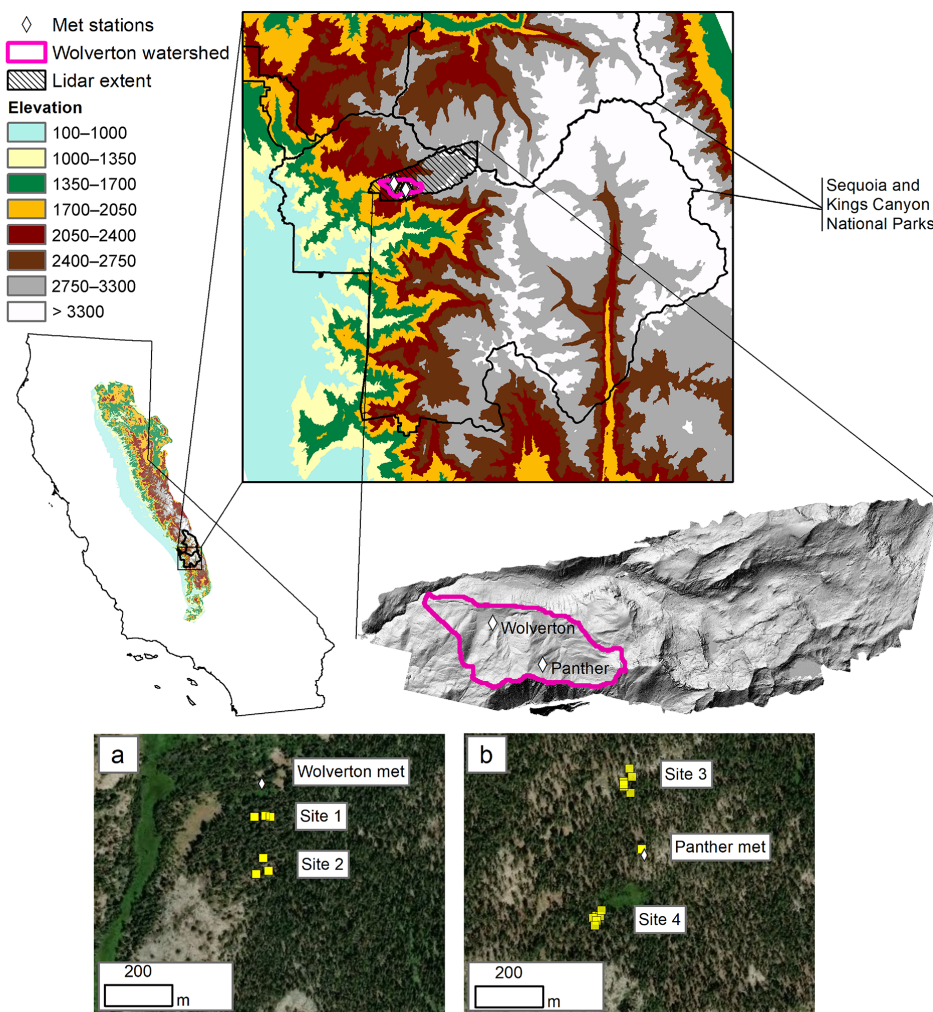 Met stations
Wolverton watershed
Lidar extent
Elevation
100–1000
1000–1350
1350–1700
1700–2050
2050–2400
2400–2750
2750–3300
> 3300
Sequoia and
Kings Canyon
National Parks
Wolverton
Panther
a
Wolverton met
Site 1
Site 2
200
m
b
Site 3
Panther met
Site 4
200
m